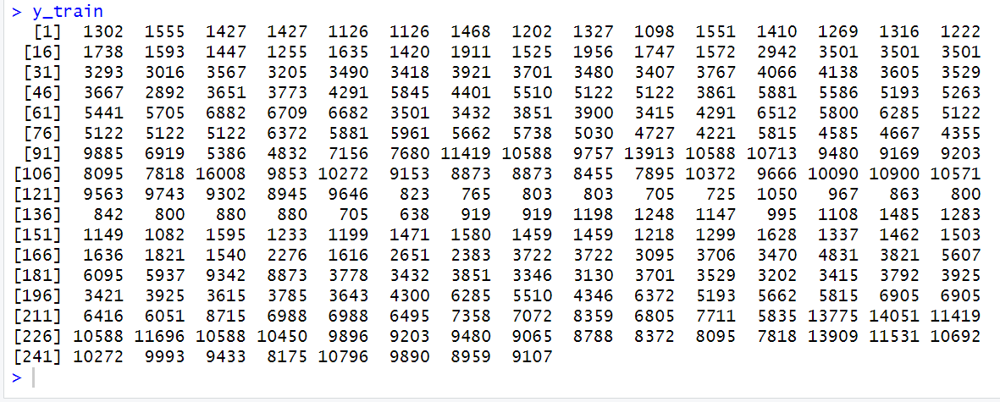 > y_train
[1] 1302 1555 1427 1427 1126 1126 1468 1202 1327 1098 1551 1410 1269 1316 1222
[16] 1738 1593 1447 1255 1635 1420 1911 1525 1956 1747 1572 2942 3501 3501 3501
[31] 3293 3016 3567 3205 3490 3418 3921 3701 3480 3407 3767 4066 4138 3605 3529
[46] 3667 2892 3651 3773 4291 5845 4401 5510 5122 5122 3861 5881 5586 5193 5263
[61] 5441 5705 6882 6709 6682 3501 3432 3851 3900 3415 4291 6512 5800 6285 5122
[76] 5122 5122 5122 6372 5881 5961 5662 5738 5030 4727 4221 5815 4585 4667 4355
[91] 9885 6919 5386 4832 7156 7680 11419 10588 9757 13913 10588 10713 9480 9169 9203
[106] 8095 7818 16008 9853 10272 9153 8873 8873 8455 7895 10372 9666 10090 10900 10571
[121] 9563 9743 9302 8945 9646 823 765 803 803 705 725 1050 967 863 800
[136] 842 800 880 880 705 638 919 919 1198 1248 1147 995 1108 1485 1283
[151] 1149 1082 1595 1233 1199 1471 1580 1459 1459 1218 1299 1628 1337 1462 1503
[166] 1636 1821 1540 2276 1616 2651 2383 3722 3722 3095 3706 3470 4831 3821 5607
[181] 6095 5937 9342 8873 3778 3432 3851 3346 3130 3701 3529 3202 3415 3792 3925
[196] 3421 3925 3615 3785 3643 4300 6285 5510 4346 6372 5193 5662 5815 6905 6905
[211] 6416 6051 8715 6988 6988 6495 7358 7072 8359 6805 7711 5835 13775 14051 11419
[226] 10588 11696 10588 10450 9896 9203 9480 9065 8788 8372 8095 7818 13909 11531 10692
[241] 10272 9993 9433 8175 10796 9890 8959 9107
>